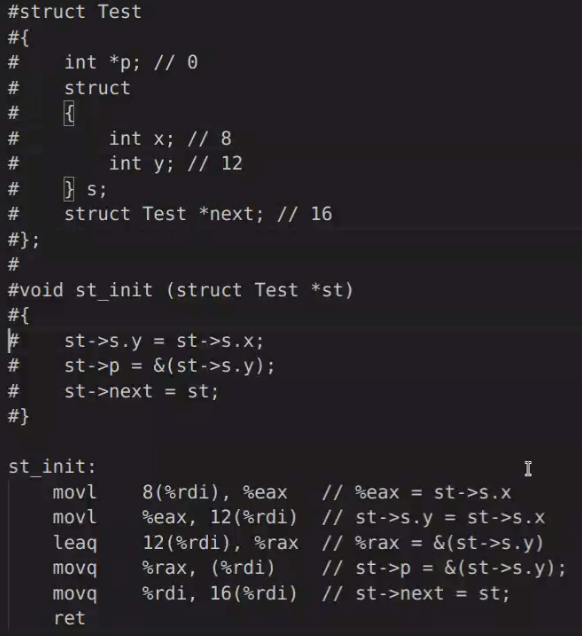 #struct Test
#{
#    int *p; // 0
#    struct
#    {
#        int x; // 8
#        int y; // 12
#    } s;
#    struct Test *next; // 16
#};
#
#void st_init (struct Test *st)
#{
#    st->s.y = st->s.x;
#    st->p = &(st->s.y);
#    st->next = st;
#}

st_init:
    movl    8(%rdi), %eax   // %eax = st->s.x
    movl    %eax, 12(%rdi)  // st->s.y = st->s.x
    leaq    12(%rdi), %rax  // %rax = &(st->s.y)
    movq    %rax, (%rdi)    // st->p = &(st->s.y);
    movq    %rdi, 16(%rdi)  // st->next = st;
    ret